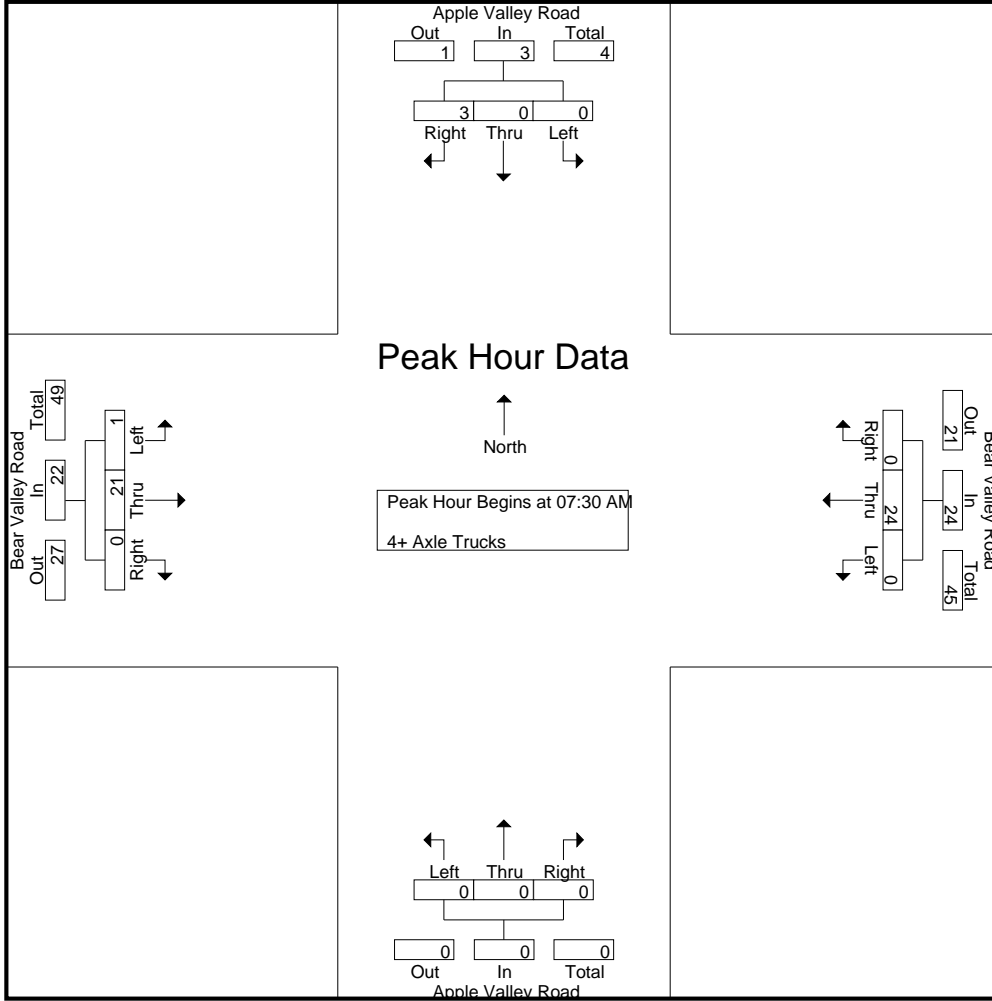 Apple Valley Road
Out In Total
1 3 4
3 0 0
Right Thru Left
Peak Hour Data
North
Peak Hour Begins at 07:30 AM
4+ Axle Trucks
Bear Valley Road
Out In Total
27 22 49
Left Thru Right
1 21 0
Bear Valley Road
Out In Total
21 24 45
Right Thru Left
0 24 0
Left Thru Right
0 0 0
0 0 0
Out In Total
Apple Valley Road